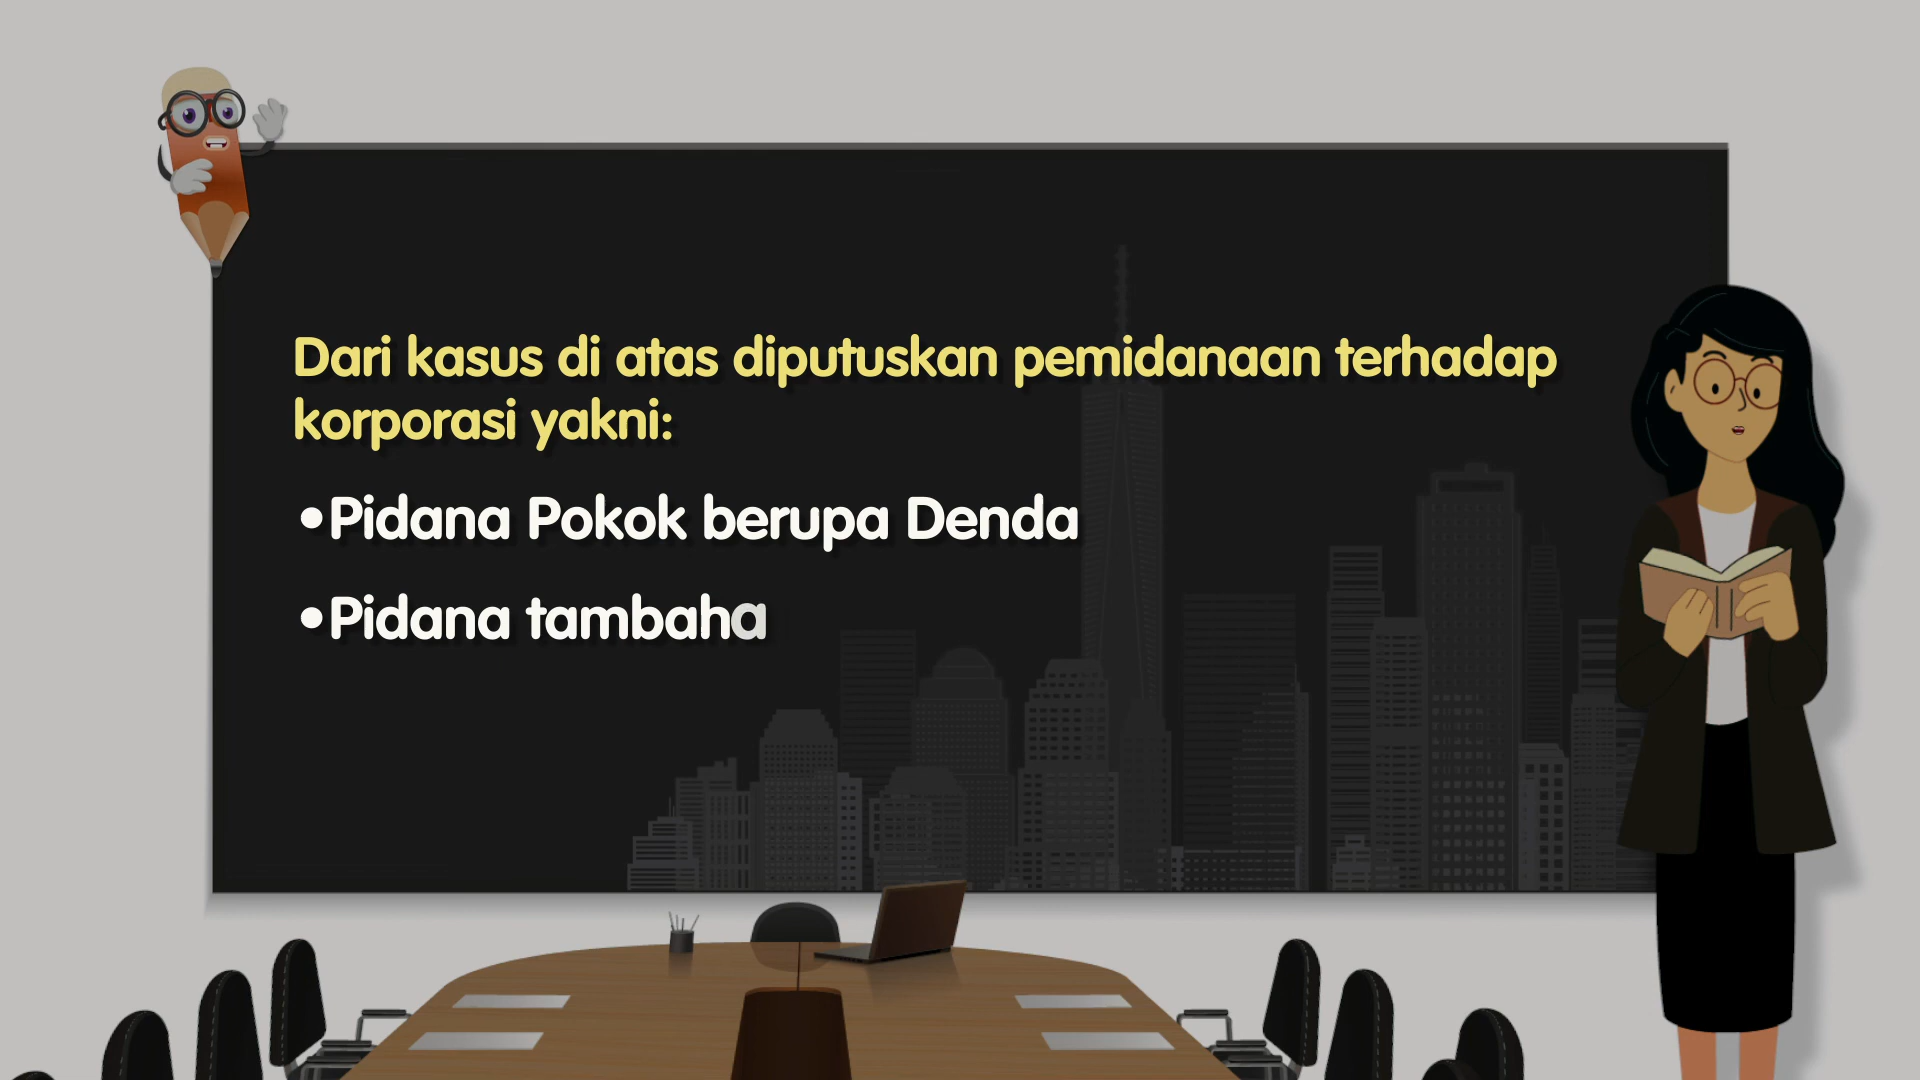 Dari kasus di atas diputuskan pemidanaan terhadap
korporasi yakni:
•Pidana Pokok berupa Denda
•Pidana tambaha